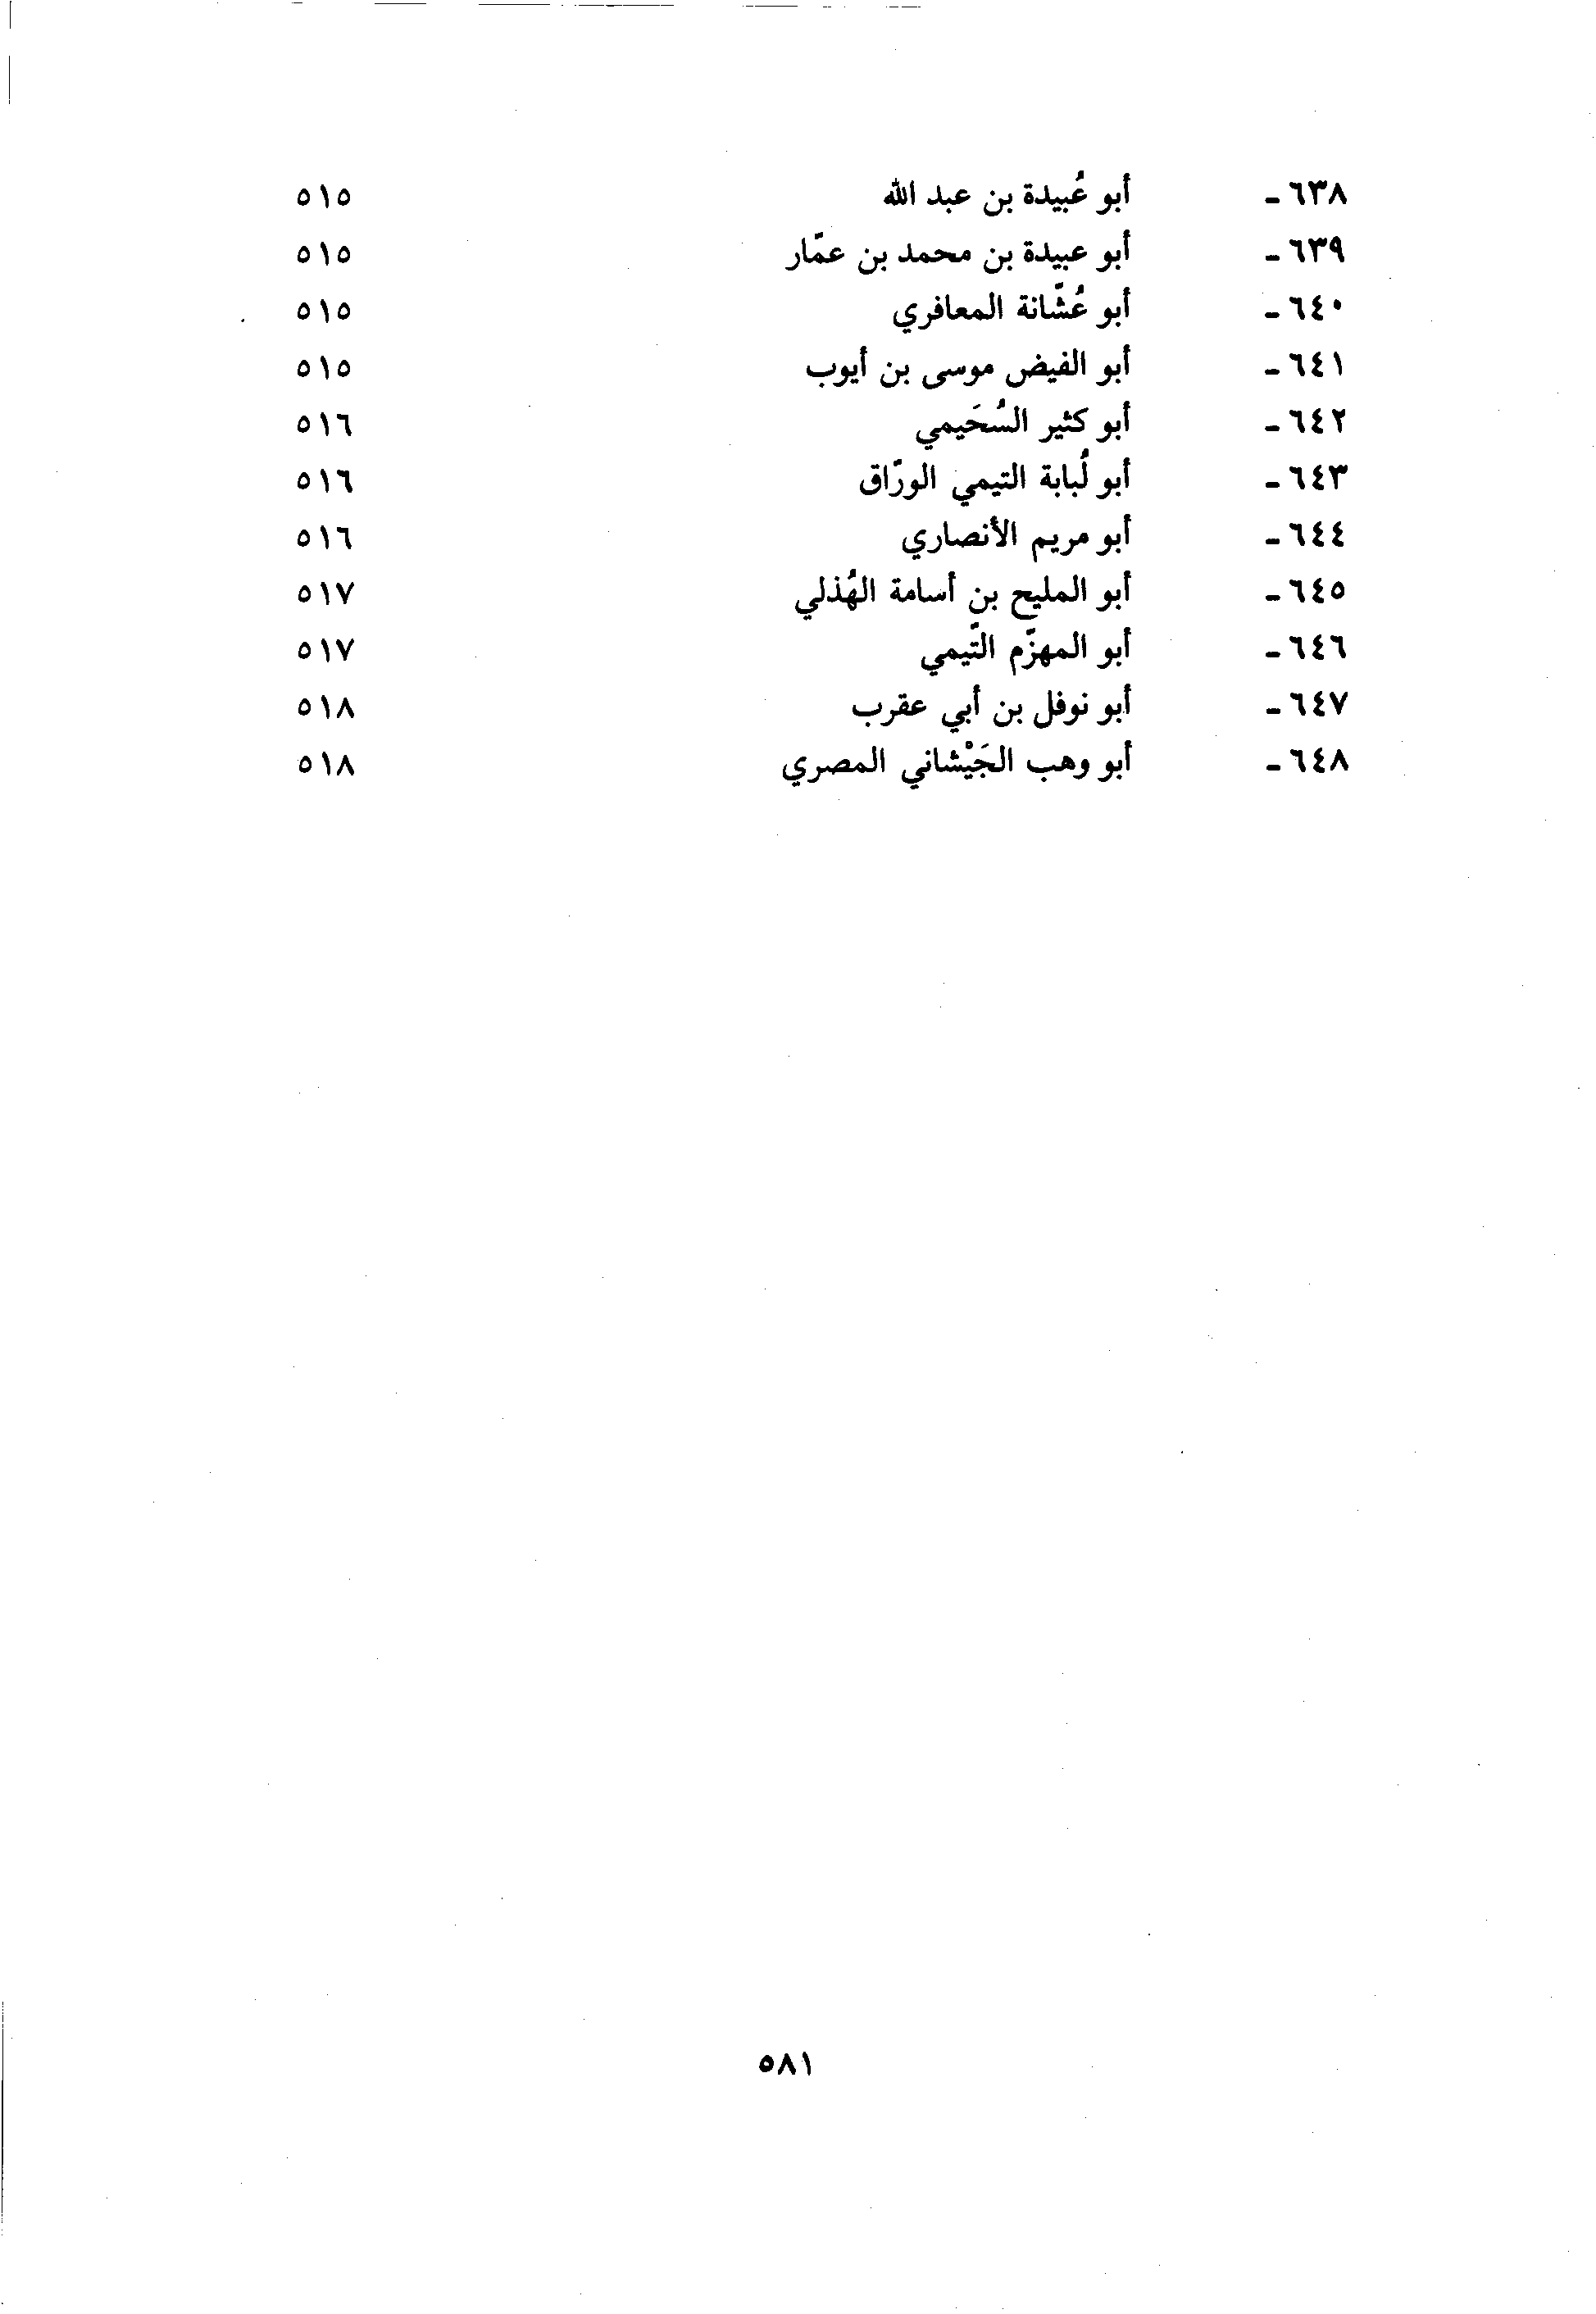 ٦٣٨ - أبو عُبيدة بن عبد الله ٥١٥
٦٣٩ - أبو عبيدة بن محمد بن عمّار ٥١٥
٦٤٠ - أبو عُشّانة المعافري ٥١٥
٦٤١ - أبو الفيض موسى بن أيوب ٥١٥
٦٤٢ - أبو كثير السُحَيمي ٥١٦
٦٤٣ - أبو لُبابة التيمي الورّاق ٥١٦
٦٤٤ - أبو مريم الأنصاري ٥١٦
٦٤٥ - أبو المليح بن أسامة الهُذلي ٥١٧
٦٤٦ - أبو المهزّم التّيمي ٥١٧
٦٤٧ - أبو نوفل بن أبي عقرب ٥١٨
٦٤٨ - أبو وهب الجَيْشاني المصري ٥١٨
٥٨١